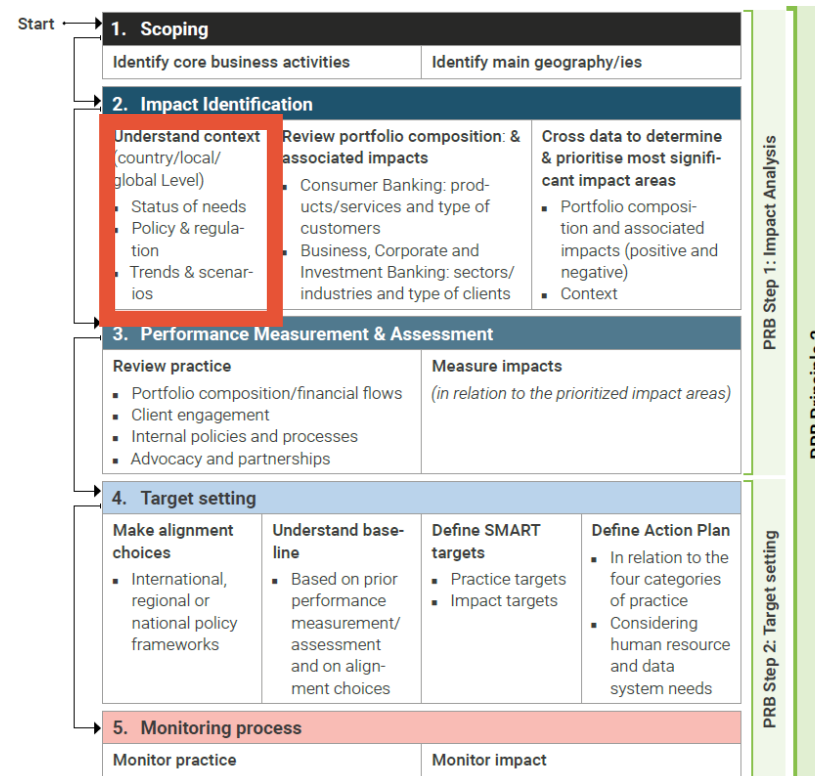 Start
1. Scoping
Identify core business activities
Identify main geography/ies
2. Impact Identification
Understand context
(country/local/
global Level)
▪ Status of needs
▪ Policy & regula-
tion
▪ Trends & scenar-
ios
Review portfolio composition: &
associated impacts
▪ Consumer Banking: prod-
ucts/services and type of
customers
▪ Business, Corporate and
Investment Banking: sectors/
industries and type of clients
Cross data to determine
& prioritise most signifi-
cant impact areas
▪ Portfolio composi-
tion and associated
impacts (positive and
negative)
▪ Context
3. Performance Measurement & Assessment
Review practice
▪ Portfolio composition/financial flows
▪ Client engagement
▪ Internal policies and processes
▪ Advocacy and partnerships
Measure impacts
(in relation to the prioritized impact areas)
PRB Step 1: Impact Analysis
4. Target setting
Make alignment
choices
▪ International,
regional or
national policy
frameworks
Understand base-
line
▪ Based on prior
performance
measurement/
assessment
and on align-
ment choices
Define SMART
targets
▪ Practice targets
▪ Impact targets
Define Action Plan
▪ In relation to the
four categories
of practice
▪ Considering
human resource
and data
system needs
PRB Step 2: Target setting
5. Monitoring process
Monitor practice
Monitor impact